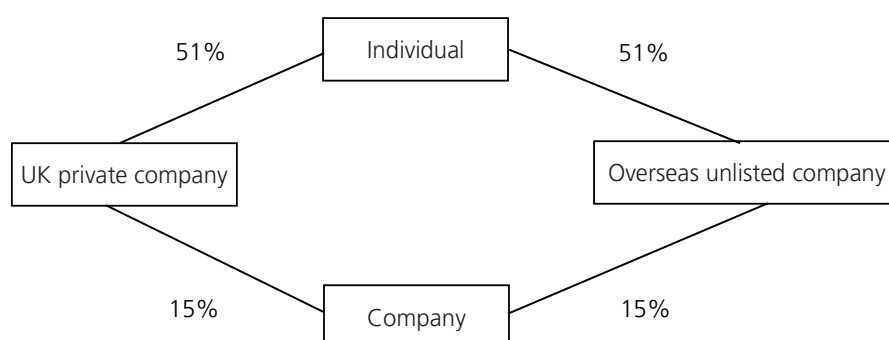 Individual
51%
51%
UK private company
Overseas unlisted company
15%
15%
Company